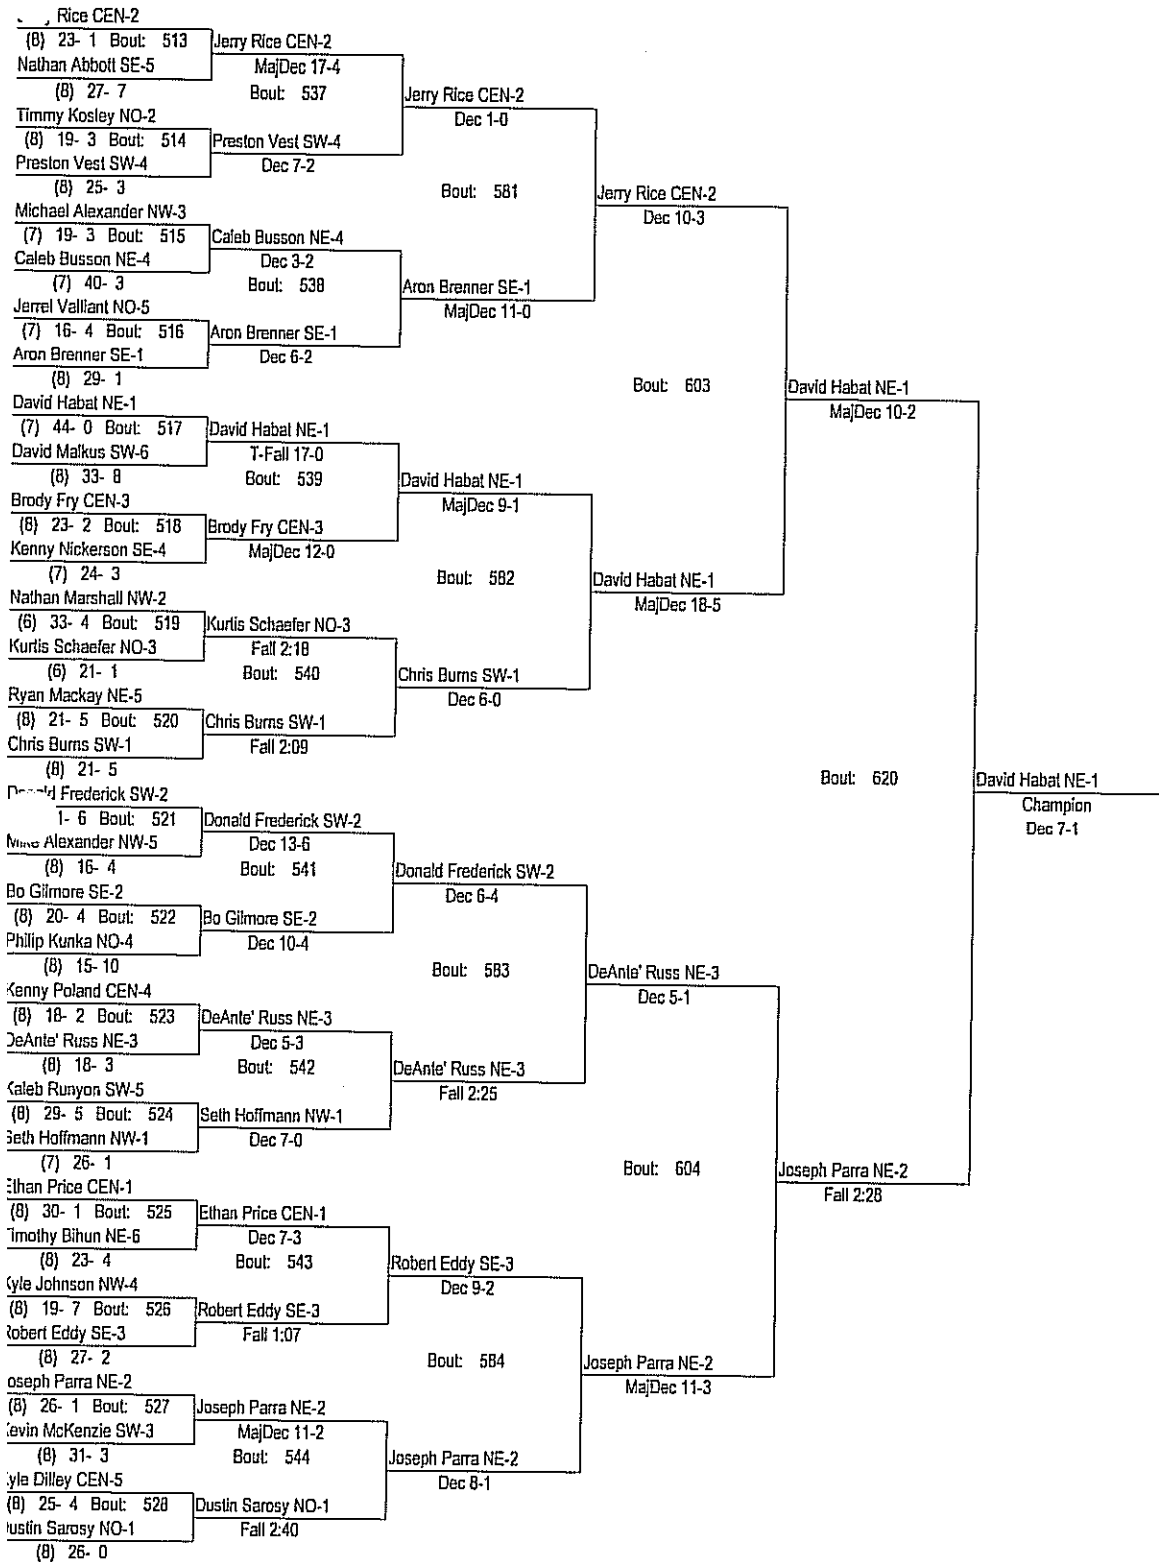 Rice CEN-2
(8) 23- 1 Bout: 513
Jerry Rice CEN-2
Nathan Abbott SE-5
MajDec 17-4
(8) 27- 7
Bout: 537
Jerry Rice CEN-2
Timmy Kosley NO-2
Dec 1-0
(8) 19- 3 Bout: 514
Preston Vest SW-4
Preston Vest SW-4
Dec 7-2
(8) 25- 3
Bout: 581
Jerry Rice CEN-2
Michael Alexander NW-3
Dec 10-3
(7) 19- 3 Bout: 515
Caleb Busson NE-4
Caleb Busson NE-4
Dec 3-2
(7) 40- 3
Bout: 538
Aron Brenner SE-1
Jerrel Valliant NO-5
MajDec 11-0
(7) 16- 4 Bout: 516
Aron Brenner SE-1
Aron Brenner SE-1
Dec 6-2
(8) 29- 1
Bout: 603
David Habat NE-1
David Habat NE-1
MajDec 10-2
(7) 44- 0 Bout: 517
David Habat NE-1
David Malkus SW-6
T-Fall 17-0
(8) 33- 8
Bout: 539
David Habat NE-1
Brody Fry CEN-3
MajDec 9-1
(8) 23- 2 Bout: 518
Brody Fry CEN-3
Kenny Nickerson SE-4
MajDec 12-0
(7) 24- 3
Bout: 582
David Habat NE-1
Nathan Marshall NW-2
MajDec 18-5
(6) 33- 4 Bout: 519
Kurtis Schaefer NO-3
Kurtis Schaefer NO-3
Fall 2:18
(6) 21- 1
Bout: 540
Chris Burns SW-1
Ryan Mackay NE-5
Dec 6-0
(8) 21- 5 Bout: 520
Chris Burns SW-1
Chris Burns SW-1
Fall 2:09
(8) 21- 5
Bout: 620
David Habat NE-1
Frederick SW-2
Champion
1- 6 Bout: 521
Donald Frederick SW-2
Dec 7-1
Alexander NW-5
Dec 13-6
(8) 16- 4
Bout: 541
Donald Frederick SW-2
Bo Gilmore SE-2
Dec 6-4
(8) 20- 4 Bout: 522
Bo Gilmore SE-2
Philip Kunka NO-4
Dec 10-4
(8) 15- 10
Bout: 583
DeAnte' Russ NE-3
Kenny Poland CEN-4
Dec 5-1
(8) 18- 2 Bout: 523
DeAnte' Russ NE-3
DeAnte' Russ NE-3
Dec 5-3
(8) 18- 3
Bout: 542
DeAnte' Russ NE-3
Kaleb Runyon SW-5
Fall 2:25
(8) 29- 5 Bout: 524
Seth Hoffmann NW-1
Seth Hoffmann NW-1
Dec 7-0
(7) 26- 1
Bout: 604
Joseph Parra NE-2
Ethan Price CEN-1
Fall 2:28
(8) 30- 1 Bout: 525
Ethan Price CEN-1
Timothy Bihun NE-6
Dec 7-3
(8) 23- 4
Bout: 543
Robert Eddy SE-3
Kyle Johnson NW-4
Dec 9-2
(8) 19- 7 Bout: 526
Robert Eddy SE-3
Robert Eddy SE-3
Fall 1:07
(8) 27- 2
Bout: 584
Joseph Parra NE-2
oseph Parra NE-2
MajDec 11-3
(8) 26- 1 Bout: 527
Joseph Parra NE-2
Kevin McKenzie SW-3
MajDec 11-2
(8) 31- 3
Bout: 544
Joseph Parra NE-2
yle Dilley CEN-5
Dec 8-1
(8) 25- 4 Bout: 528
Dustin Sarosy NO-1
ustin Sarosy NO-1
Fall 2:40
(8) 26- 0